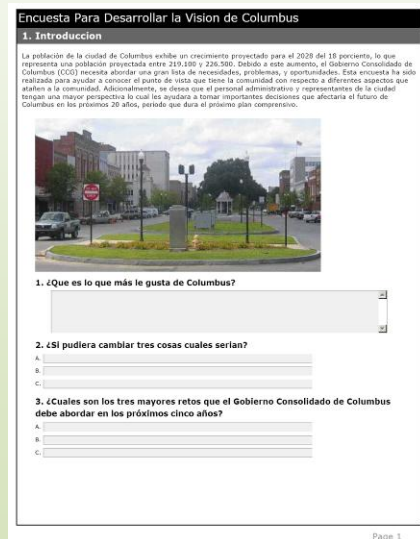 Encuesta Para Desarrollar la Vision de Columbus
1. Introduccion
La población de la ciudad de Columbus exhibe un crecimiento proyectado para el 2028 del 18 porciento, lo que
representa una población proyectada entre 219.100 y 226.500. Debido a este aumento, el Gobierno Consolidado de
Columbus (CCG) necesita abordar una gran lista de necesidades, problemas, y oportunidades. Esta encuesta ha sido
realizada para ayudar a conocer el punto de vista que tiene la comunidad con respecto a diferentes aspectos que
atañen a la comunidad. Adicionalmente, se desea que el personal administrativo y representantes de la ciudad
tengan una mayor perspectiva lo cual les ayudara a tomar importantes decisiones que afectaria el futuro de
Columbus en los próximos 20 años, periodo que dura el próximo plan comprensivo.
1. ¿Que es lo que más le gusta de Columbus?
2. ¿Si pudiera cambiar tres cosas cuales serian?
A.
B.
C.
3. ¿Cuales son los tres mayores retos que el Gobierno Consolidado de Columbus
debe abordar en los próximos cinco años?
A.
B.
C.
Page 1